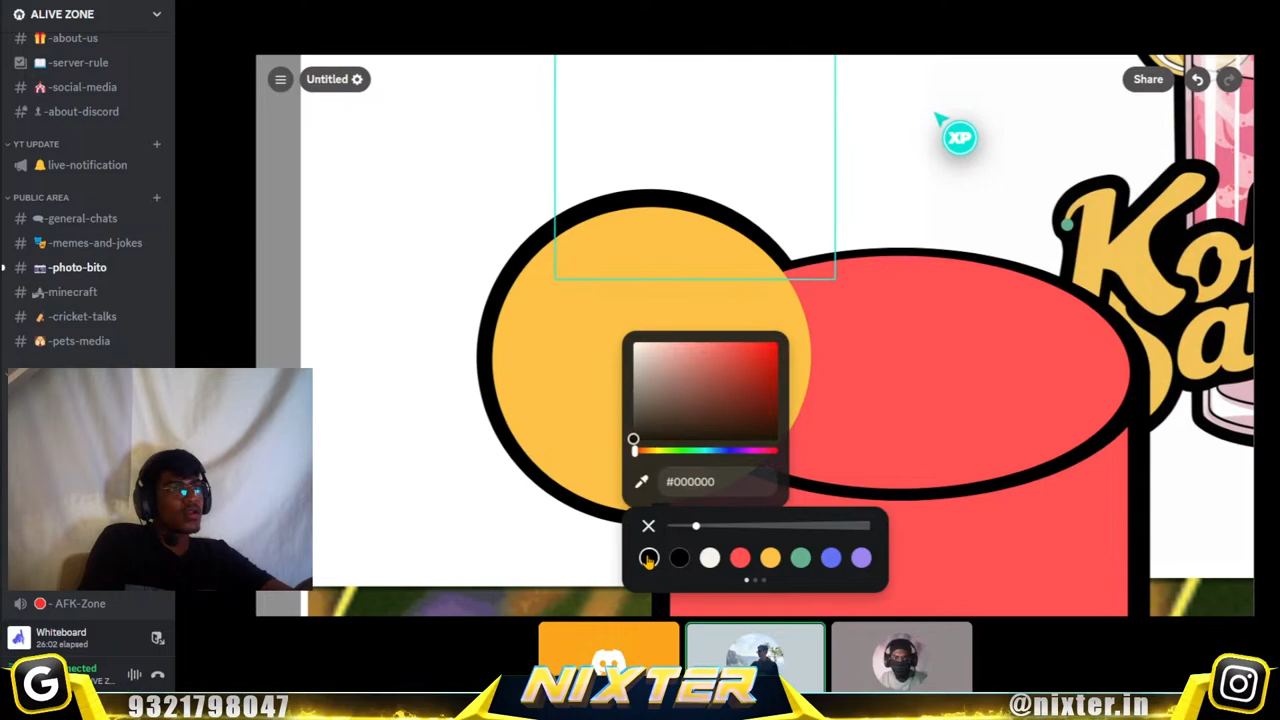 ALIVE ZONE
-about-us
-server-rule
-social-media
-about-discord
YT UPDATE
live-notification
PUBLIC AREA
-general-chats
-memes-and-jokes
-photo-bito
-minecraft
-cricket-talks
-pets-media
- AFK-Zone
Whiteboard
26:02 elapsed
ALIVE Z...
Untitled
Share
XP
#000000
NIXTER
G
9321798047
@nixter.in